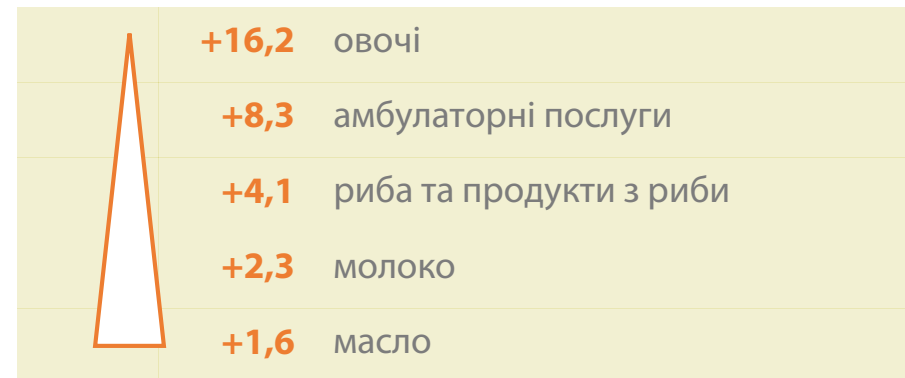 +16,2 овочі
+8,3 амбулаторні послуги
+4,1 риба та продукти з риби
+2,3 молоко
+1,6 масло